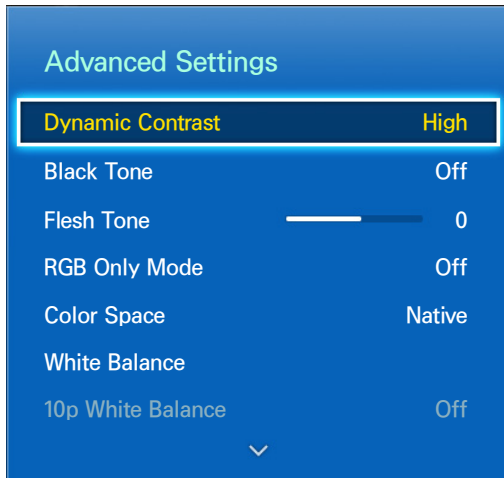 Advanced Settings
Dynamic Contrast High
Black Tone Off
Flesh Tone 0
RGB Only Mode Off
Color Space Native
White Balance
10p White Balance Off